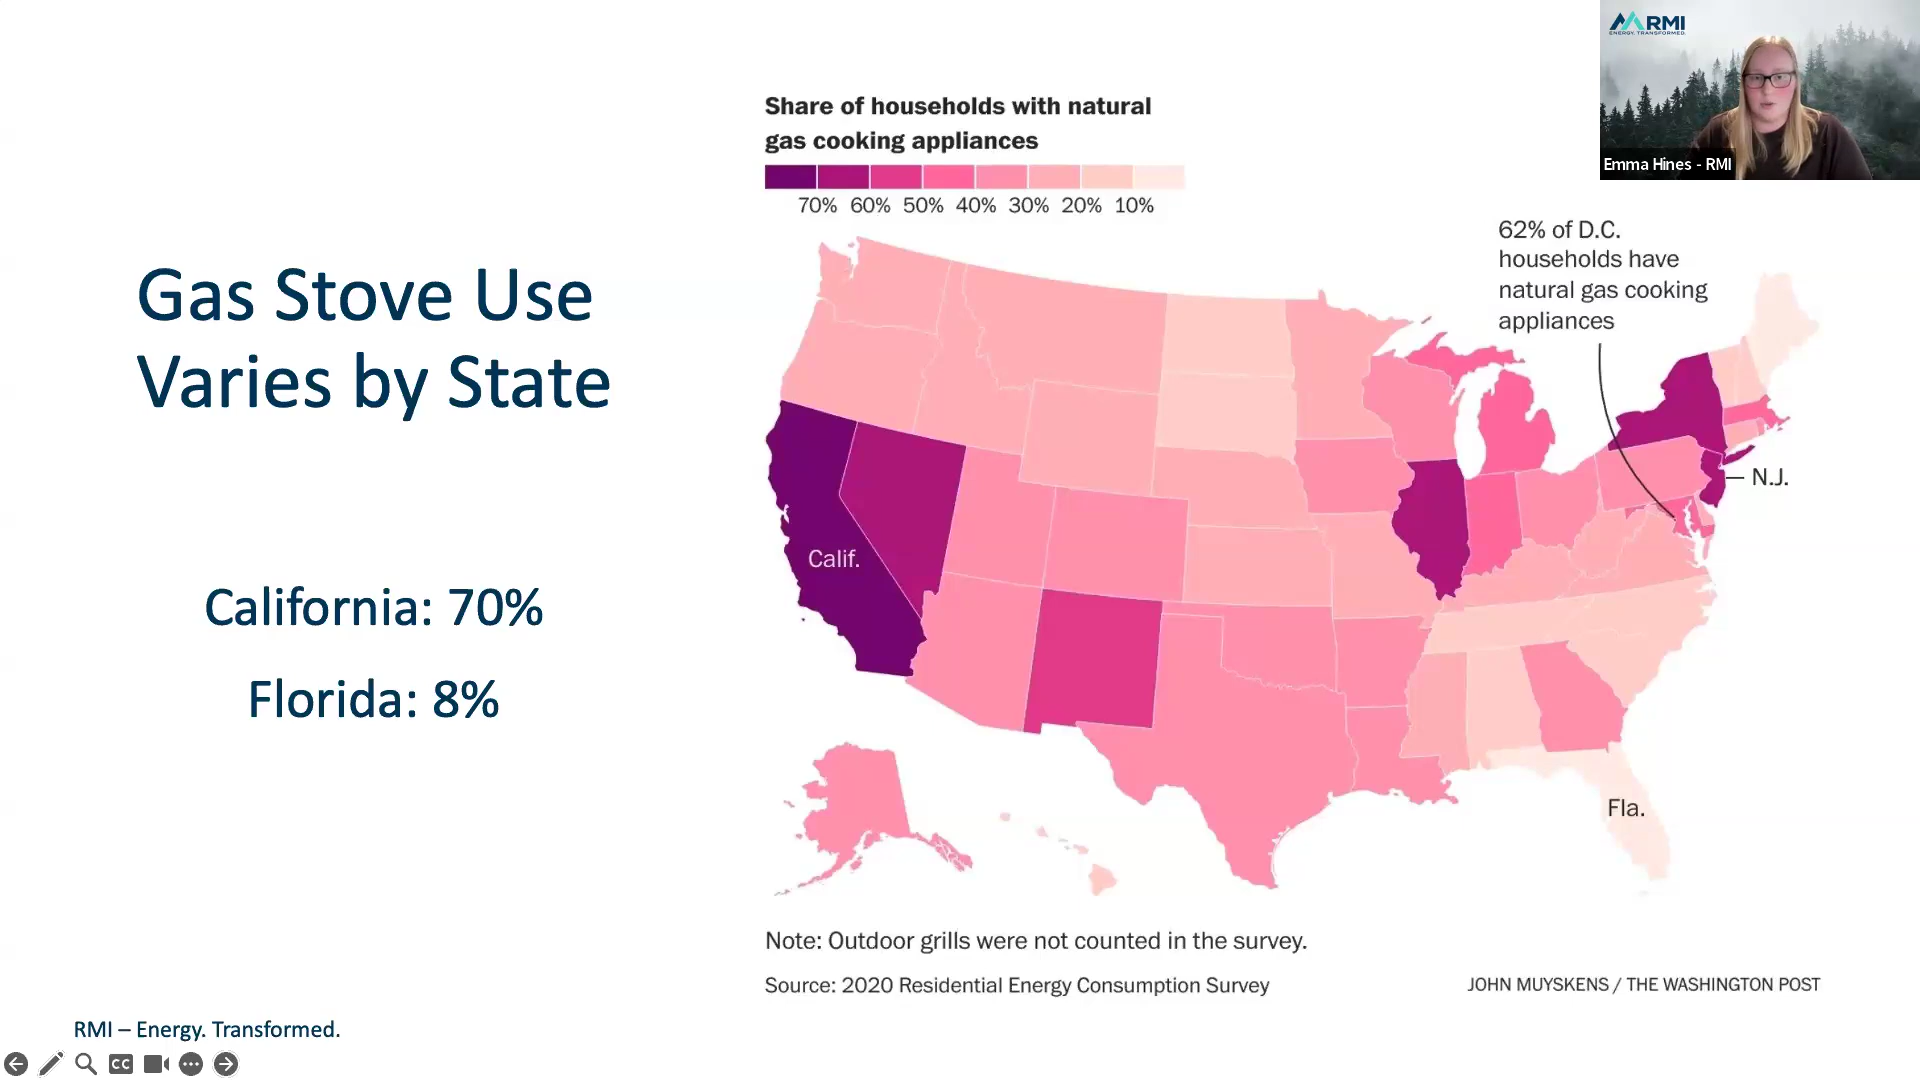 RMI
ENERGY. TRANSFORMED.
Emma Hines - RMI
Gas Stove Use
Varies by State
California: 70%
Florida: 8%
Share of households with natural
gas cooking appliances
70% 60% 50% 40% 30% 20% 10%
62% of D.C.
households have
natural gas cooking
appliances
N.J.
Calif.
Fla.
Note: Outdoor grills were not counted in the survey.
Source: 2020 Residential Energy Consumption Survey
JOHN MUYSKENS / THE WASHINGTON POST
RMI – Energy. Transformed.
CC